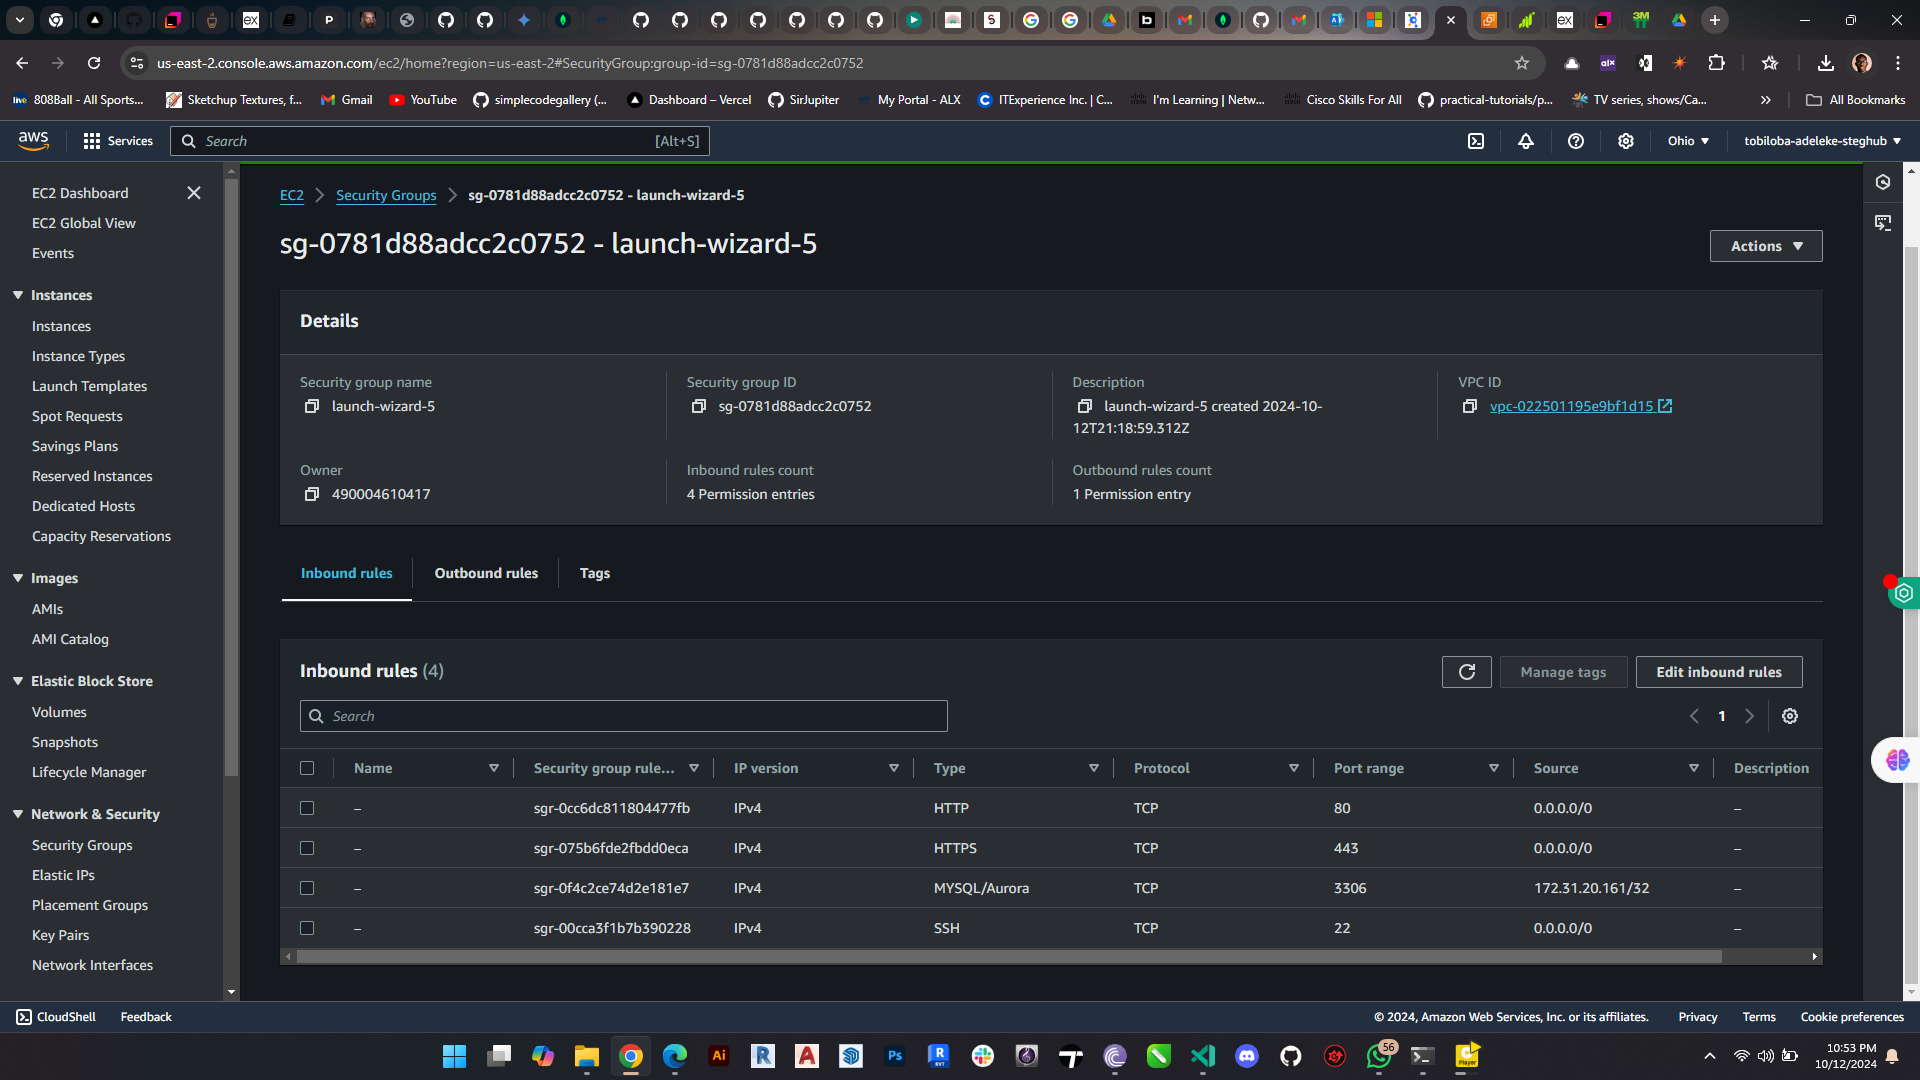 us-east-2.console.aws.amazon.com/ec2/home?region=us-east-2#SecurityGroup:group-id=sg-0781d88adcc2c0752
808Ball - All Sports... Sketchup Textures, f... Gmail YouTube simplecodegallery (... Dashboard – Vercel SirJupiter My Portal - ALX ITExperience Inc. | C... I'm Learning | Netw... Cisco Skills For All practical-tutorials/p... TV series, shows/Ca... All Bookmarks
aws Services Search [Alt+S] Ohio tobiloba-adeleke-steghub
EC2 Dashboard
EC2 Global View
Events
Instances
Instances
Instance Types
Launch Templates
Spot Requests
Savings Plans
Reserved Instances
Dedicated Hosts
Capacity Reservations
Images
AMIs
AMI Catalog
Elastic Block Store
Volumes
Snapshots
Lifecycle Manager
Network & Security
Security Groups
Elastic IPs
Placement Groups
Key Pairs
Network Interfaces
EC2 Security Groups sg-0781d88adcc2c0752 - launch-wizard-5
sg-0781d88adcc2c0752 - launch-wizard-5
Actions
Details
Security group name
launch-wizard-5
Security group ID
sg-0781d88adcc2c0752
Description
launch-wizard-5 created 2024-10-
12T21:18:59.312Z
VPC ID
vpc-022501195e9bf1d15
Owner
490004610417
Inbound rules count
4 Permission entries
Outbound rules count
1 Permission entry
Inbound rules Outbound rules Tags
Inbound rules (4)
Manage tags Edit inbound rules
Search
1
Name Security group rule... IP version Type Protocol Port range Source Description
– sgr-0cc6dc811804477fb IPv4 HTTP TCP 80 0.0.0.0/0 –
– sgr-075b6fde2fbdd0eca IPv4 HTTPS TCP 443 0.0.0.0/0 –
– sgr-0f4c2ce74d2e181e7 IPv4 MYSQL/Aurora TCP 3306 172.31.20.161/32 –
– sgr-00cca3f1b7b390228 IPv4 SSH TCP 22 0.0.0.0/0 –
CloudShell Feedback © 2024, Amazon Web Services, Inc. or its affiliates. Privacy Terms Cookie preferences
56
10:53 PM
10/12/2024